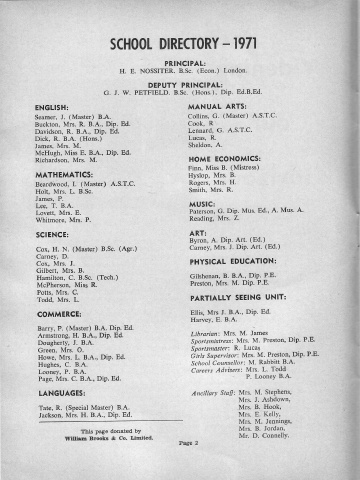 SCHOOL DIRECTORY – 1971
PRINCIPAL:
H. E. NOSSITER, B.Sc. (Econ.) London.
DEPUTY PRINCIPAL:
G. J. W. PETFIELD, B.Sc. (Hons.), Dip. Ed.B.Ed.
ENGLISH:
Seamer, J. (Master) B.A.
Buckton, Mrs. R. B.A., Dip. Ed.
Davidson, R. B.A., Dip. Ed.
Dick, R. B.A. (Hons.)
James, Mrs. M.
McHugh, Miss E. B.A., Dip. Ed.
Richardson, Mrs. M.
MATHEMATICS:
Beardwood, I. (Master) A.S.T.C.
Holt, Mrs. L. B.Sc.
James, P.
Lee, T. B.A.
Lovett, Mrs. E.
Whitmore, Mrs. P.
SCIENCE:
Cox, H. N. (Master) B.Sc. (Agr.)
Carney, D.
Cox, Mrs. J.
Gilbert, Mrs. B.
Hamilton, C. B.Sc. (Tech.)
McPherson, Miss R.
Potts, Mrs. C.
Todd, Mrs. L.
COMMERCE:
Barry, P. (Master) B.A. Dip. Ed.
Armstrong, H. B.A., Dip. Ed.
Dougherty, J. B.A.
Green, Mrs. O.
Howe, Mrs. L. B.A., Dip. Ed.
Hughes, C. B.A.
Looney, P. B.A.
Page, Mrs. C. B.A., Dip. Ed.
LANGUAGES:
Tate, R. (Special Master) B.A.
Jackson, Mrs. H. B.A., Dip. Ed.
This page donated by
William Brooks & Co. Limited.
MANUAL ARTS:
Collins, G. (Master) A.S.T.C.
Cook, R
Lennard, G. A.S.T.C.
Lucas, R.
Sheldon, A.
HOME ECONOMICS:
Finn, Miss B. (Mistress)
Hyslop, Mrs. B.
Rogers, Mrs. H.
Smith, Mrs. R.
MUSIC:
Paterson, G. Dip. Mus. Ed., A. Mus. A.
Reading, Mrs. Z.
ART:
Byron, A. Dip. Art. (Ed.)
Carney, Mrs. J. Dip. Art. (Ed.)
PHYSICAL EDUCATION:
Gilshenan, B. B.A., Dip. P.E.
Preston, Mrs. M. Dip. P.E.
PARTIALLY SEEING UNIT:
Ellis, Mrs J. B.A., Dip. Ed.
Harvey, E. B.A.
Librarian: Mrs. M. James
Sportsmistress: Mrs. M. Preston, Dip. P.E.
Sportsmaster: R. Lucas
Girls Supervisor: Mrs. M. Preston, Dip. P.E.
School Counsellor: M. Rabbitt B.A.
Careers Advisers: Mrs. L. Todd
P. Looney B.A.
Ancillary Staff: Mrs. M. Stephens,
Mrs. J. Ashdown,
Mrs. B. Hook,
Mrs. E. Kelly,
Mrs. M. Jennings,
Mrs. B. Jordan,
Mr. D. Connelly.
Page 2